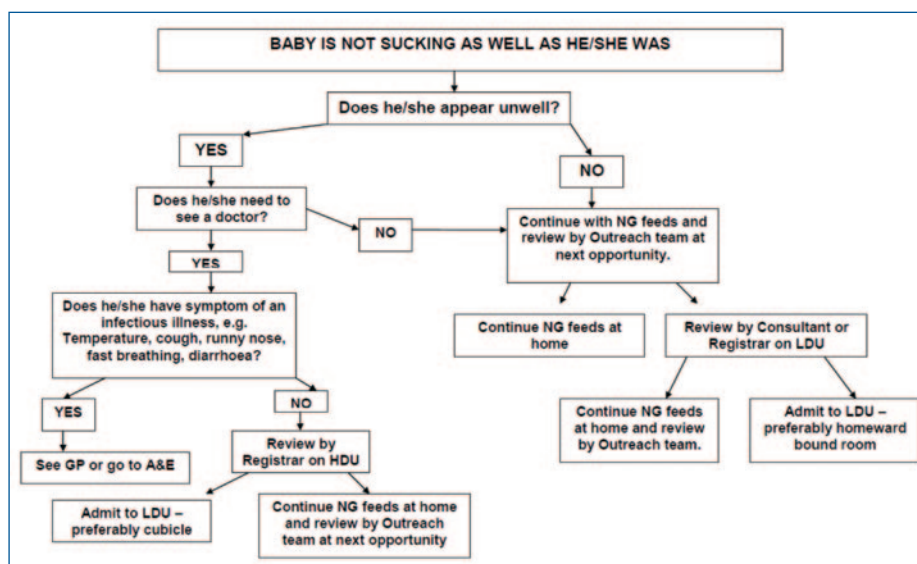 BABY IS NOT SUCKING AS WELL AS HE/SHE WAS
Does he/she appear unwell?
YES
NO
Does he/she need to
see a doctor?
NO
Continue with NG feeds and
review by Outreach team at
next opportunity.
YES
Does he/she have symptom of an
infectious illness, e.g.
Temperature, cough, runny nose,
fast breathing, diarrhoea?
Continue NG feeds at
home
Review by Consultant or
Registrar on LDU
YES
NO
Continue NG feeds
at home and review
by Outreach team.
Admit to LDU –
preferably homeward
bound room
See GP or go to A&E
Review by
Registrar on HDU
Admit to LDU –
preferably cubicle
Continue NG feeds at home
and review by Outreach
team at next opportunity